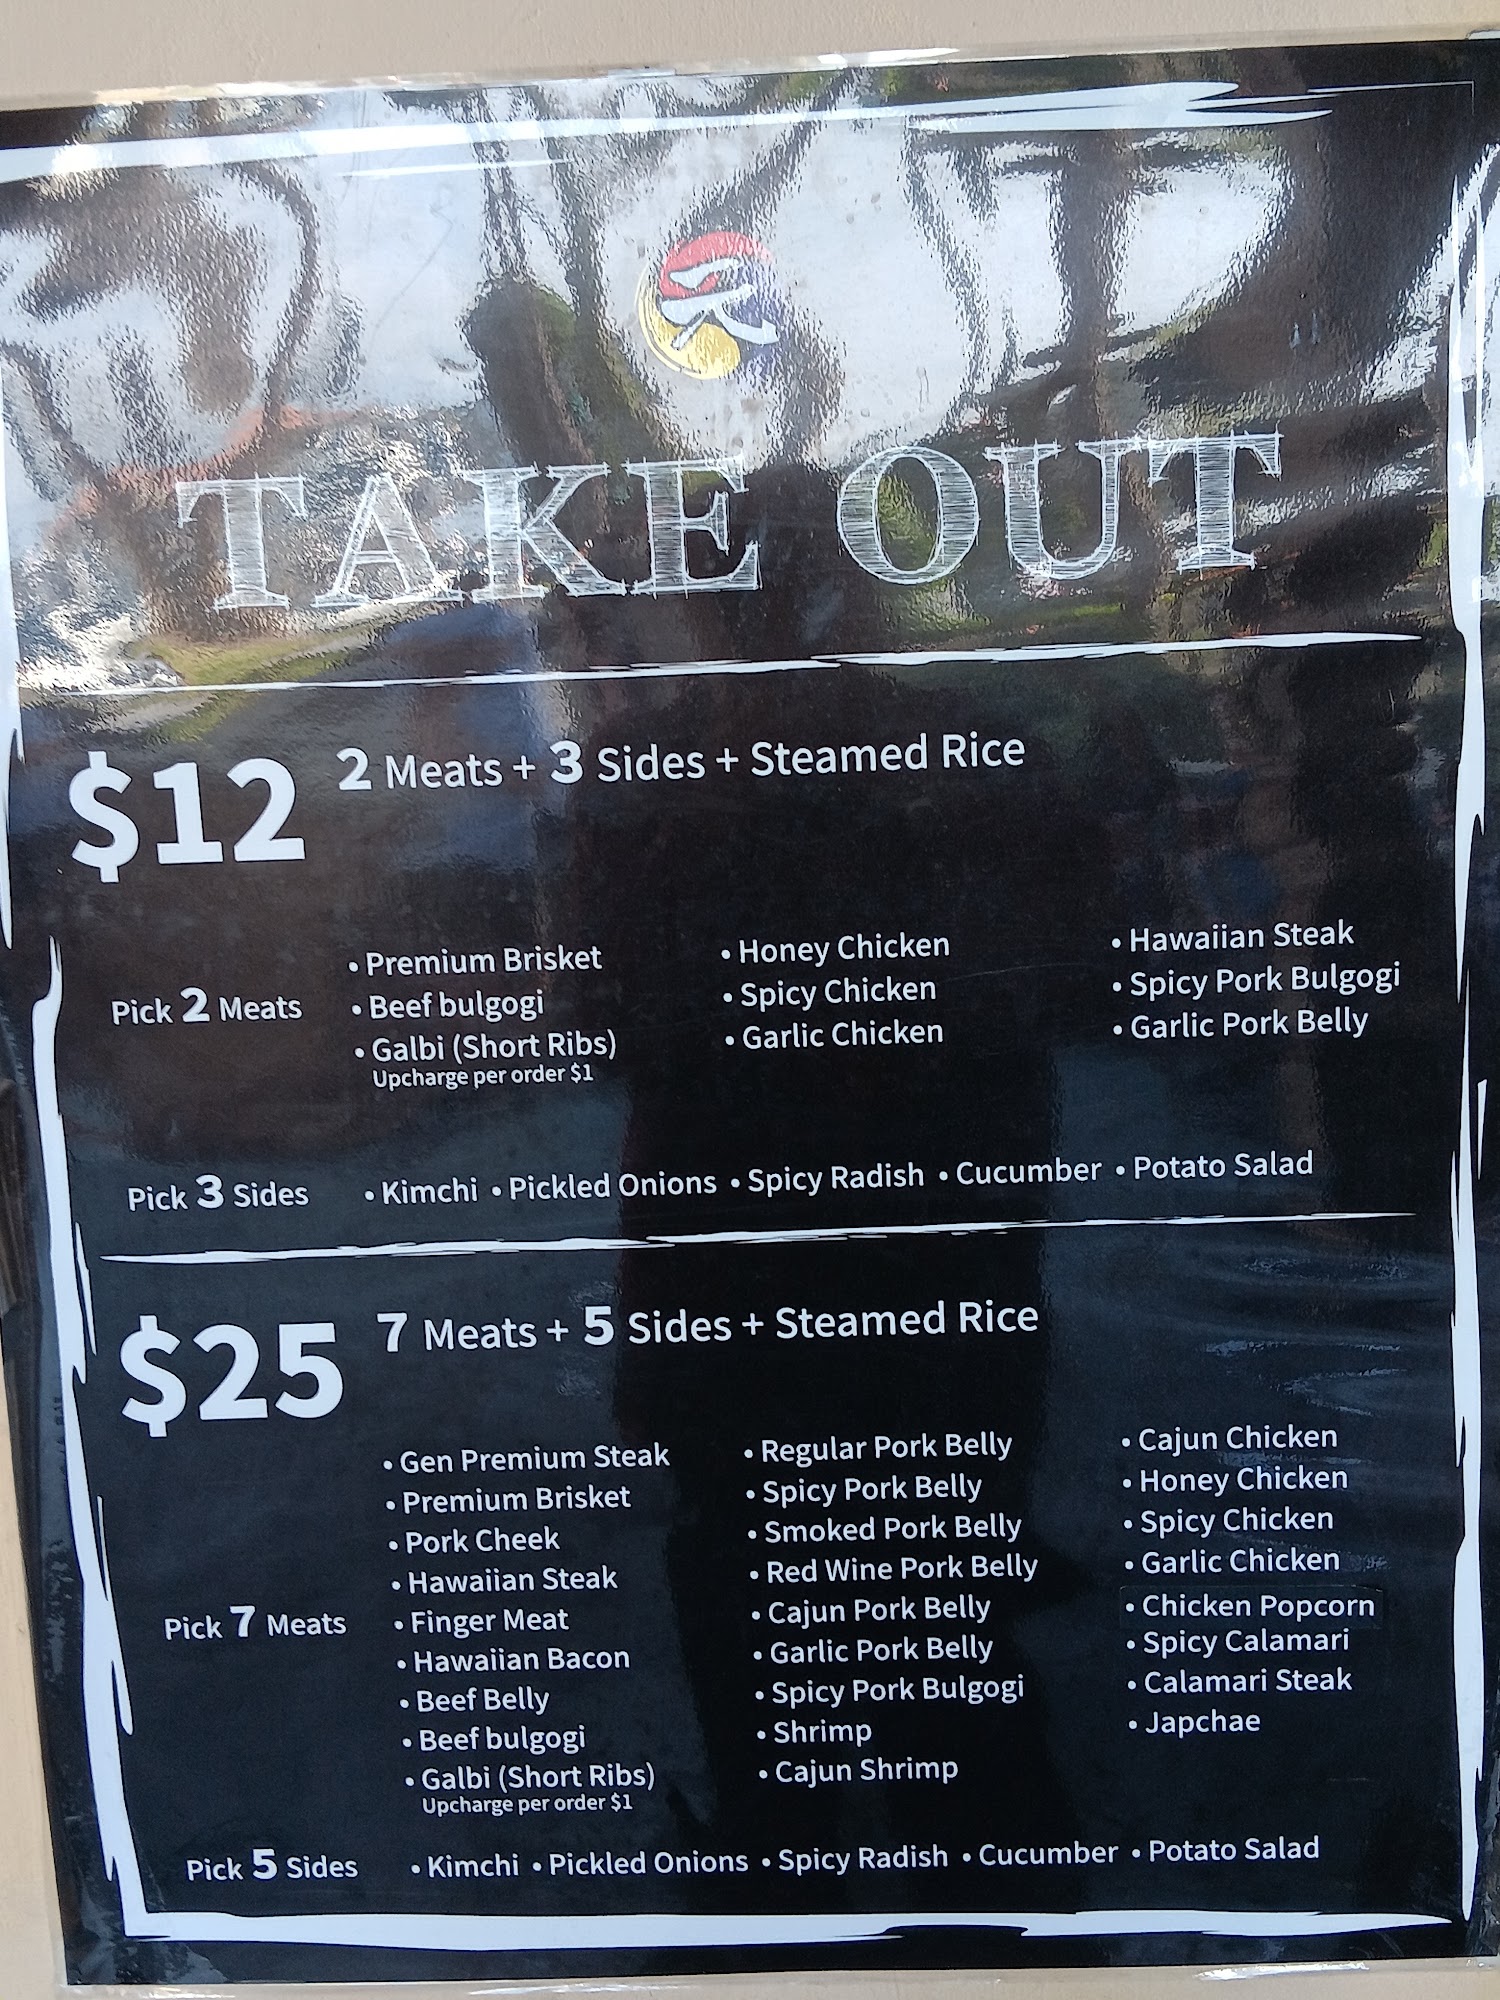 TAKE OUT
$12 2 Meats + 3 Sides + Steamed Rice
Pick 2 Meats
• Premium Brisket
• Beef bulgogi
• Galbi (Short Ribs)
Upcharge per order $1
• Honey Chicken
• Spicy Chicken
• Garlic Chicken
• Hawaiian Steak
• Spicy Pork Bulgogi
• Garlic Pork Belly
Pick 3 Sides • Kimchi • Pickled Onions • Spicy Radish • Cucumber • Potato Salad
$25 7 Meats + 5 Sides + Steamed Rice
Pick 7 Meats
• Gen Premium Steak
• Premium Brisket
• Pork Cheek
• Hawaiian Steak
• Finger Meat
• Hawaiian Bacon
• Beef Belly
• Beef bulgogi
• Galbi (Short Ribs)
Upcharge per order $1
• Regular Pork Belly
• Spicy Pork Belly
• Smoked Pork Belly
• Red Wine Pork Belly
• Cajun Pork Belly
• Garlic Pork Belly
• Spicy Pork Bulgogi
• Shrimp
• Cajun Shrimp
• Cajun Chicken
• Honey Chicken
• Spicy Chicken
• Garlic Chicken
• Chicken Popcorn
• Spicy Calamari
• Calamari Steak
• Japchae
Pick 5 Sides • Kimchi • Pickled Onions • Spicy Radish • Cucumber • Potato Salad